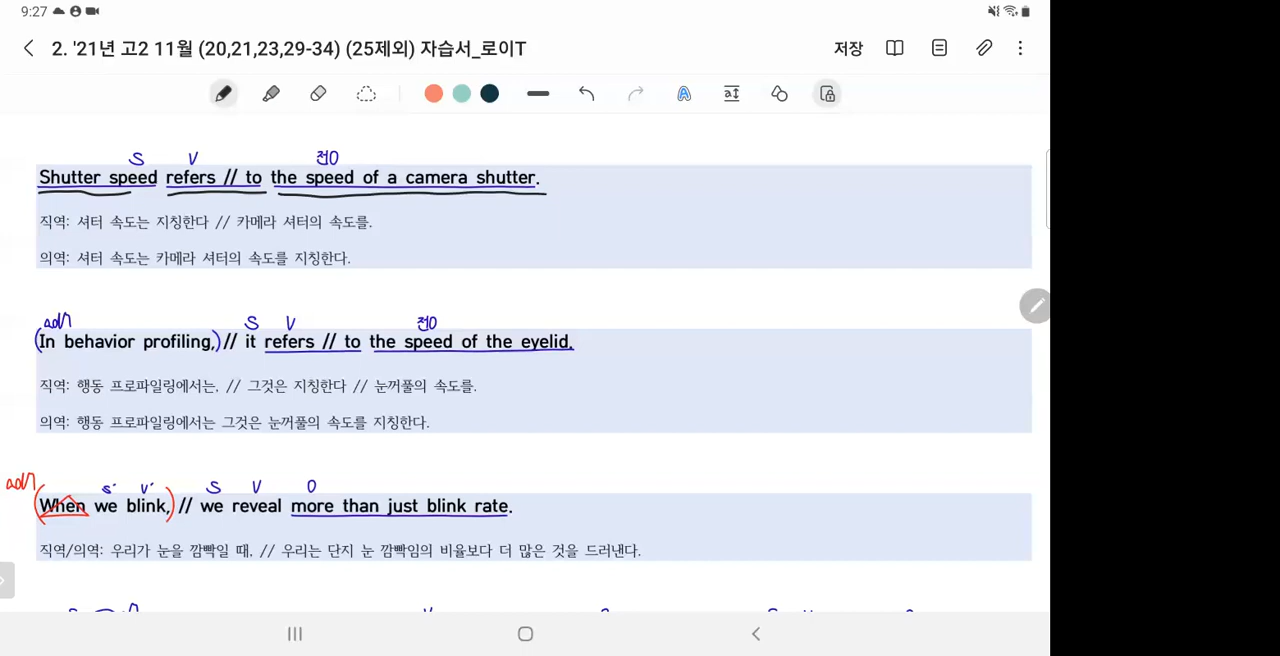 9:27
2. '21년 고2 11월 (20,21,23,29-34) (25제외) 자습서_로이T 저장
S V 전O
Shutter speed refers // to the speed of a camera shutter.
직역: 셔터 속도는 지칭한다 // 카메라 셔터의 속도를.
의역: 셔터 속도는 카메라 셔터의 속도를 지칭한다.
S V 전O
(In behavior profiling,) // it refers // to the speed of the eyelid.
직역: 행동 프로파일링에서는, // 그것은 지칭한다 // 눈꺼풀의 속도를.
의역: 행동 프로파일링에서는 그것은 눈꺼풀의 속도를 지칭한다.
s' v' S V O
(When we blink,) // we reveal more than just blink rate.
직역/의역: 우리가 눈을 깜빡일 때, // 우리는 단지 눈 깜빡임의 비율보다 더 많은 것을 드러낸다.